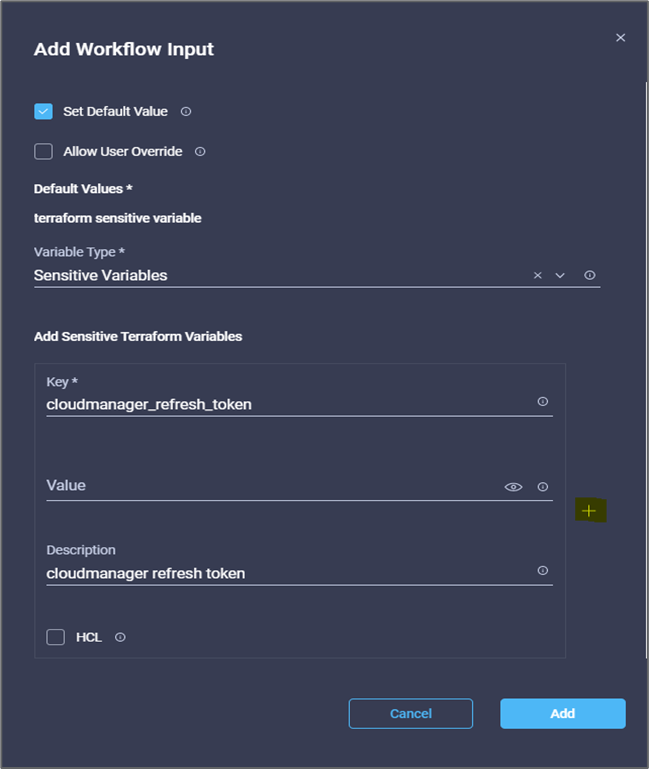 Add Workflow Input
Set Default Value
Allow User Override
Default Values *
terraform sensitive variable
Variable Type *
Sensitive Variables
Add Sensitive Terraform Variables
Key *
cloudmanager_refresh_token
Value
Description
cloudmanager refresh token
HCL
Cancel Add